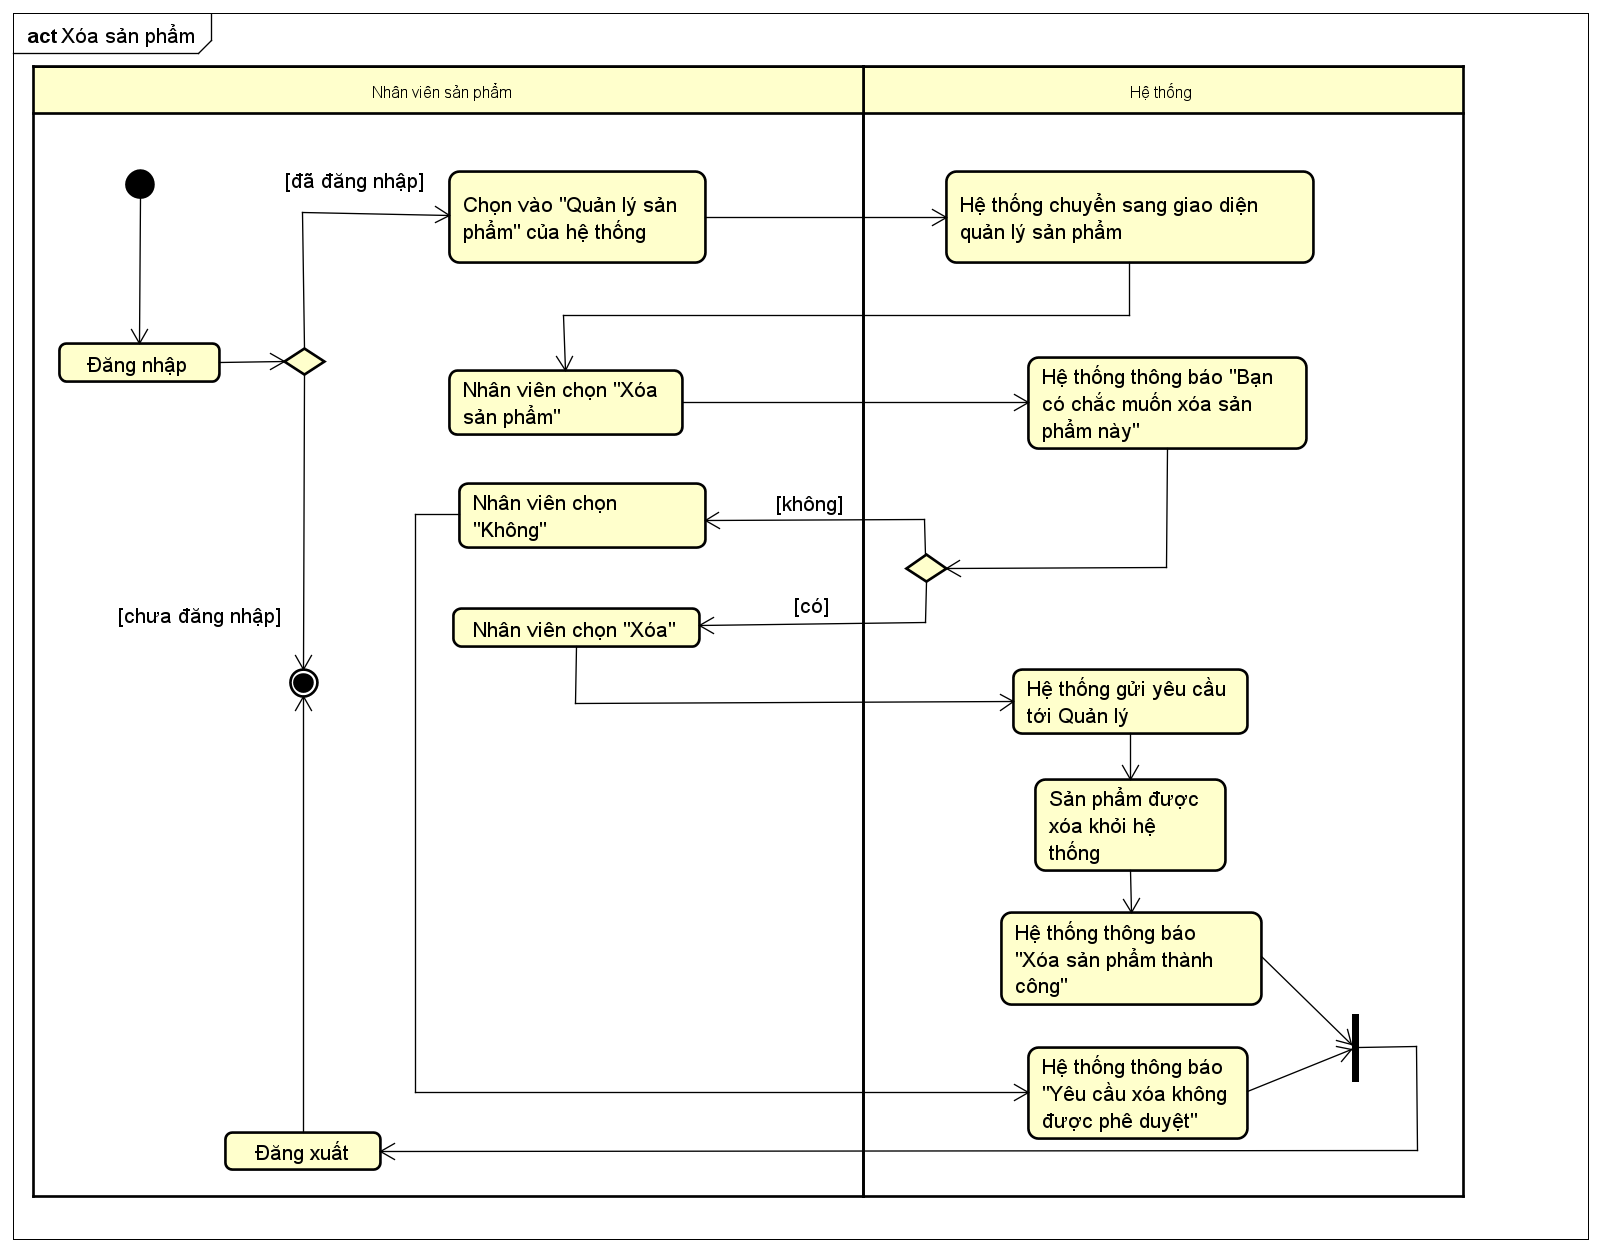 act Xóa sản phẩm
Nhân viên sản phẩm
Hệ thống
[đã đăng nhập]
Chọn vào "Quản lý sản
phẩm" của hệ thống
Hệ thống chuyển sang giao diện
quản lý sản phẩm
Đăng nhập
Nhân viên chọn "Xóa
sản phẩm"
Hệ thống thông báo "Bạn
có chắc muốn xóa sản
phẩm này"
Nhân viên chọn
"Không"
[không]
[chưa đăng nhập]
Nhân viên chọn "Xóa"
[có]
Hệ thống gửi yêu cầu
tới Quản lý
Sản phẩm được
xóa khỏi hệ
thống
Hệ thống thông báo
"Xóa sản phẩm thành
công"
Hệ thống thông báo
"Yêu cầu xóa không
được phê duyệt"
Đăng xuất